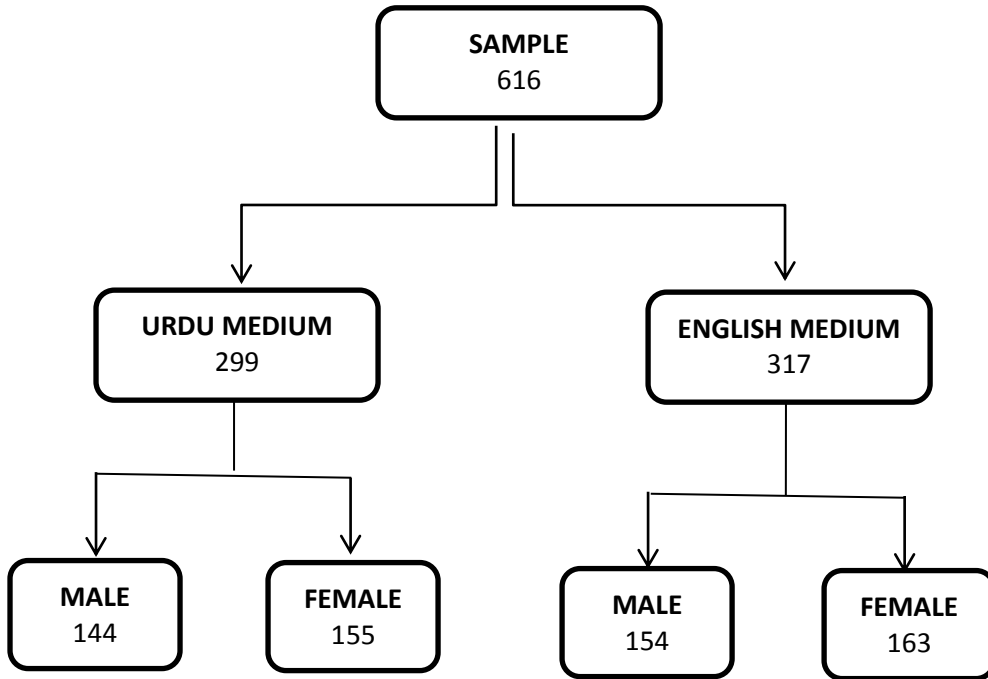 SAMPLE
616
URDU MEDIUM
299
ENGLISH MEDIUM
317
MALE
144
FEMALE
155
MALE
154
FEMALE
163